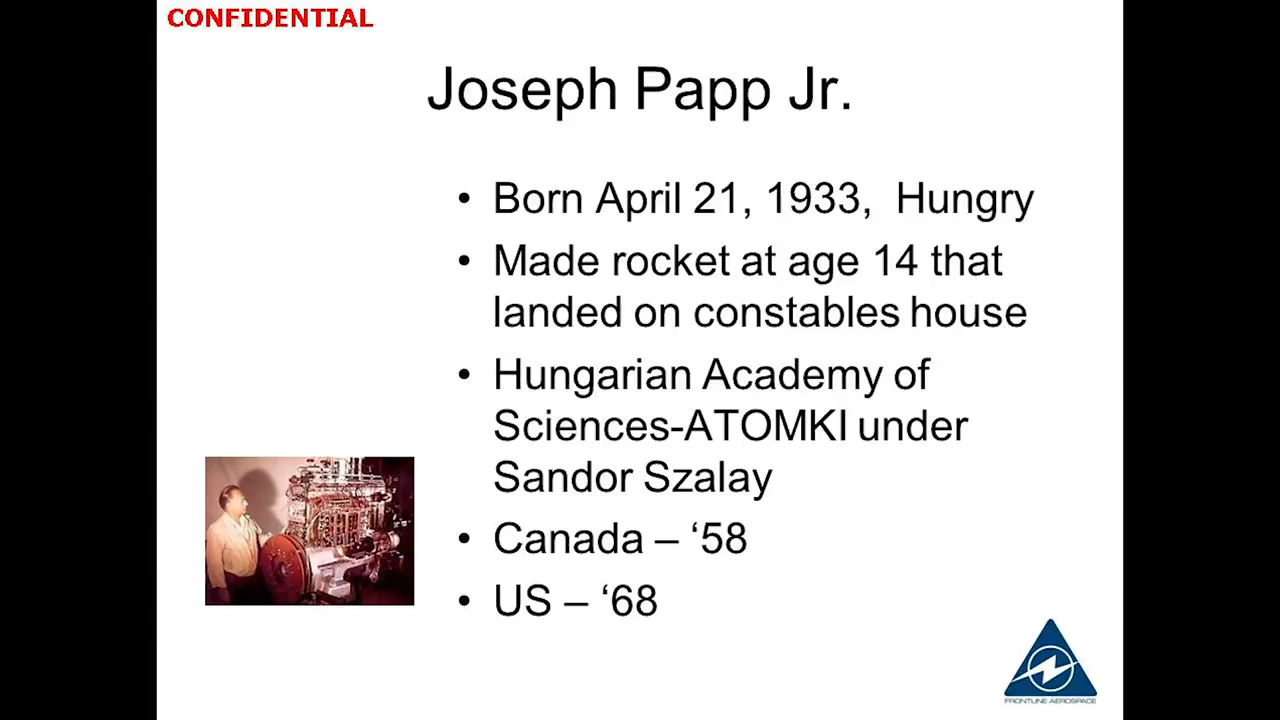 CONFIDENTIAL
Joseph Papp Jr.
• Born April 21, 1933, Hungry
• Made rocket at age 14 that
landed on constables house
• Hungarian Academy of
Sciences-ATOMKI under
Sandor Szalay
• Canada – ‘58
• US – ‘68
FRONTLINE AEROSPACE